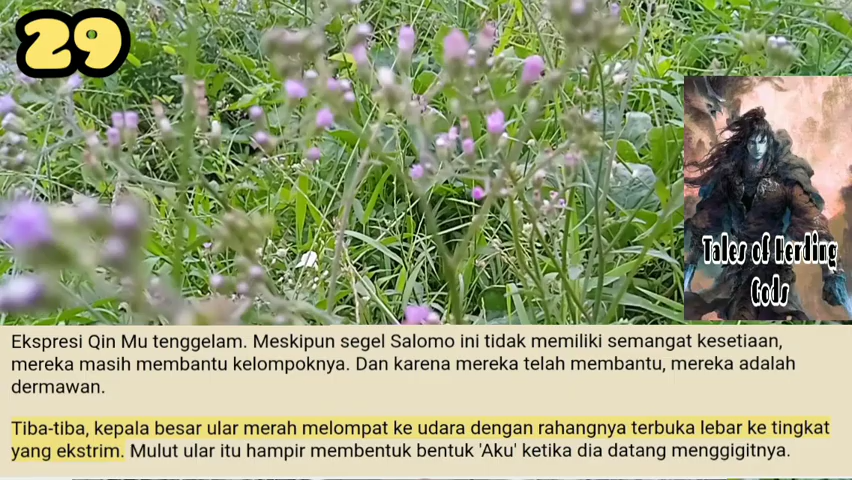 29
Tales of Herding
Gods
Ekspresi Qin Mu tenggelam. Meskipun segel Salomo ini tidak memiliki semangat kesetiaan,
mereka masih membantu kelompoknya. Dan karena mereka telah membantu, mereka adalah
dermawan.
Tiba-tiba, kepala besar ular merah melompat ke udara dengan rahangnya terbuka lebar ke tingkat
yang ekstrim. Mulut ular itu hampir membentuk bentuk 'Aku' ketika dia datang menggigitnya.